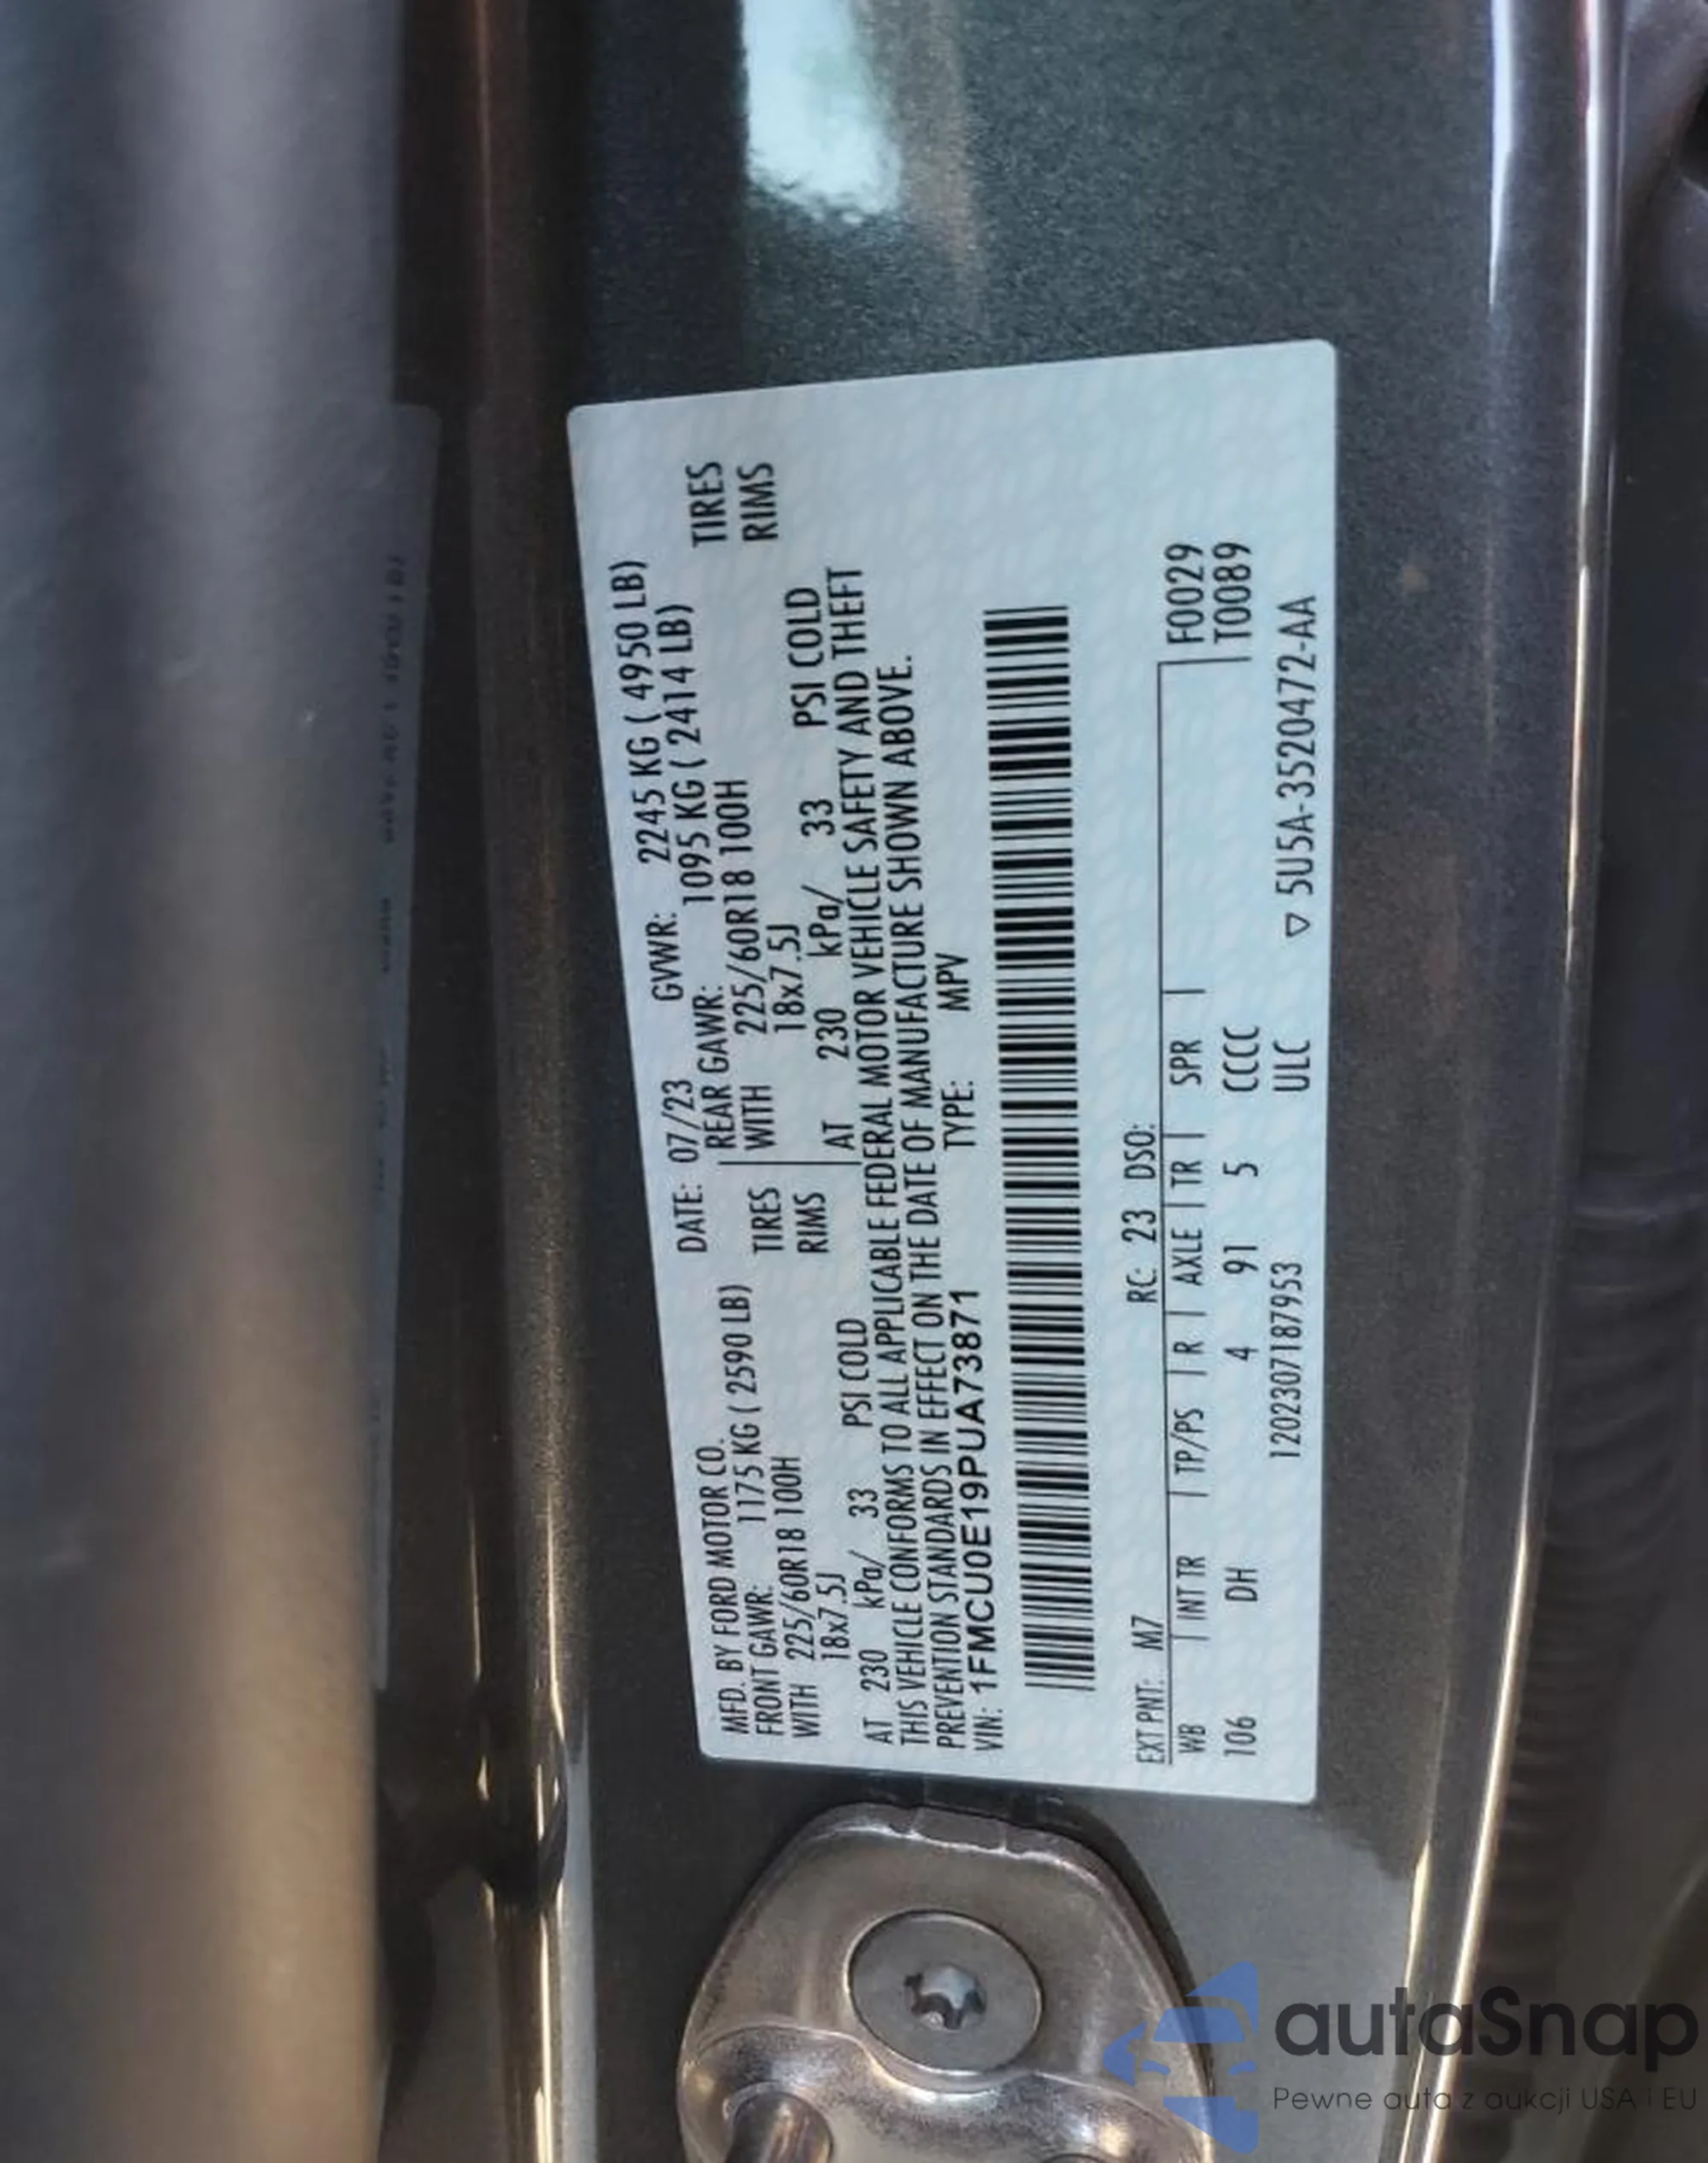 MFD. BY FORD MOTOR CO. DATE: 07/23 GVWR: 2245 KG ( 4950 LB)
FRONT GAWR: 1175 KG ( 2590 LB) REAR GAWR: 1095 KG ( 2414 LB)
WITH 225/60R18 100H TIRES WITH 225/60R18 100H TIRES
18x7.5J RIMS 18x7.5J RIMS
AT 230 kPa/ 33 PSI COLD AT 230 kPa/ 33 PSI COLD
THIS VEHICLE CONFORMS TO ALL APPLICABLE FEDERAL MOTOR VEHICLE SAFETY AND THEFT
PREVENTION STANDARDS IN EFFECT ON THE DATE OF MANUFACTURE SHOWN ABOVE.
VIN: 1FMCU0E19PUA73871 TYPE: MPV
EXT PNT: M7 RC: 23 DSO:
WB | INT TR | TP/PS | R | AXLE | TR | SPR | F0029
106 DH 4 91 5 CCCC T0089
1202307187953 ULC ▽ 5U5A-3520472-AA
autaSnap
Pewne auta z aukcji USA i EU